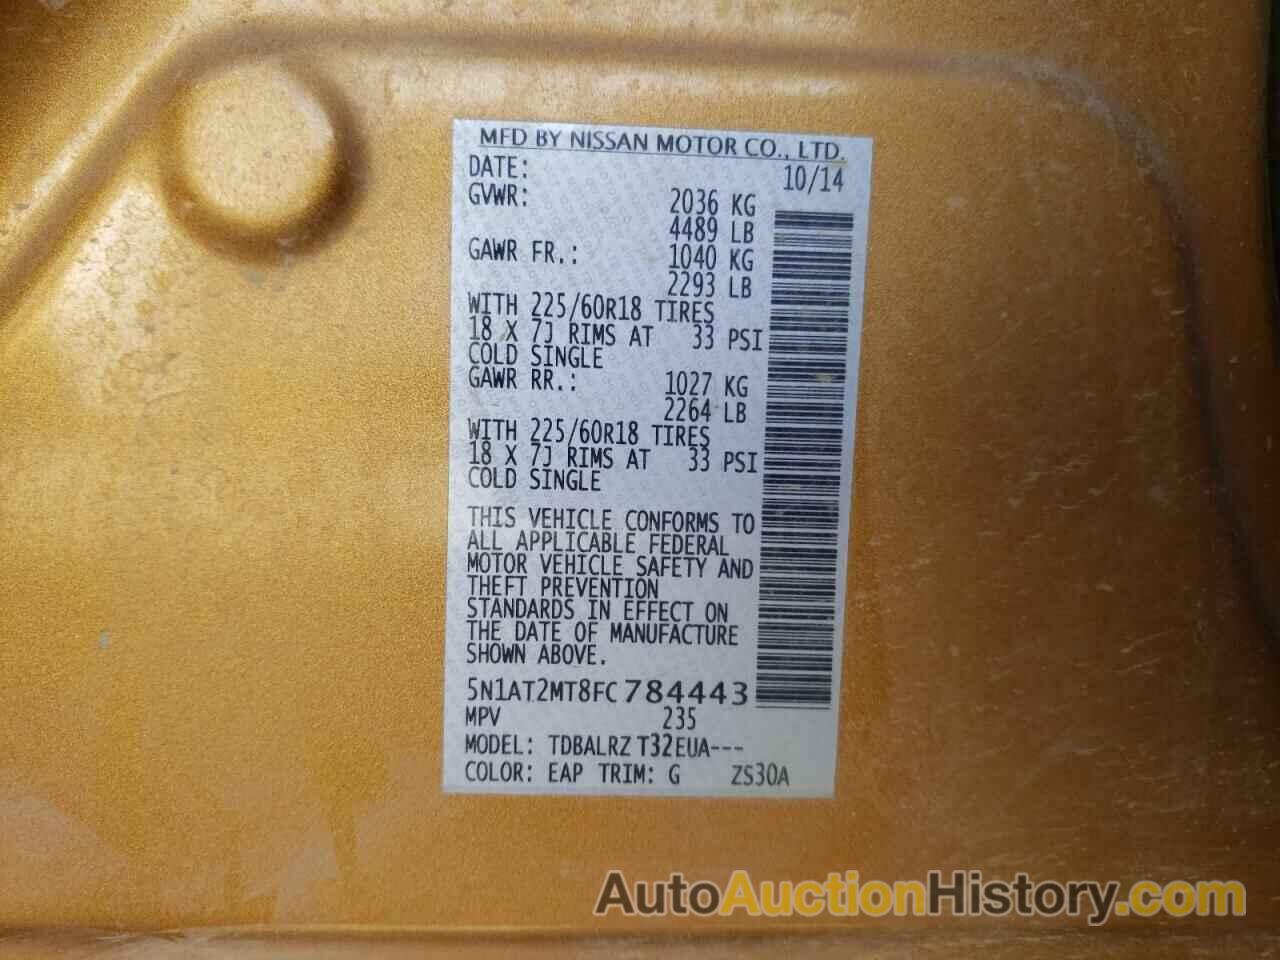 MFD BY NISSAN MOTOR CO., LTD.
DATE: 10/14
GVWR: 2036 KG
4489 LB
GAWR FR.: 1040 KG
2293 LB
WITH 225/60R18 TIRES
18 X 7J RIMS AT 33 PSI
COLD SINGLE
GAWR RR.: 1027 KG
2264 LB
WITH 225/60R18 TIRES
18 X 7J RIMS AT 33 PSI
COLD SINGLE
THIS VEHICLE CONFORMS TO
ALL APPLICABLE FEDERAL
MOTOR VEHICLE SAFETY AND
THEFT PREVENTION
STANDARDS IN EFFECT ON
THE DATE OF MANUFACTURE
SHOWN ABOVE.
5N1AT2MT8FC784443
MPV 235
MODEL: TDBALRZ T32EUA---
COLOR: EAP TRIM: G ZS30A
AutoAuctionHistory.com